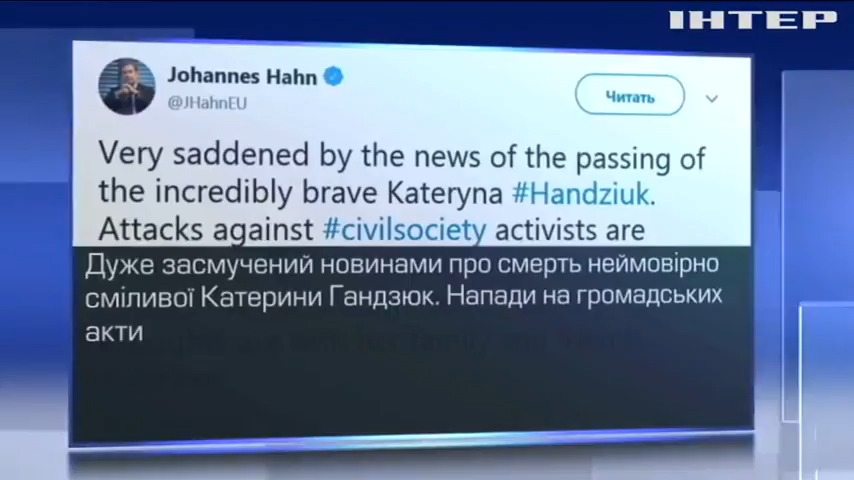 ІНТЕР
Johannes Hahn
@JHahnEU
Читать
Very saddened by the news of the passing of
the incredibly brave Kateryna #Handziuk.
Attacks against #civilsociety activists are
Дуже засмучений новинами про смерть неймовірно
сміливої Катерини Гандзюк. Напади на громадських
акти